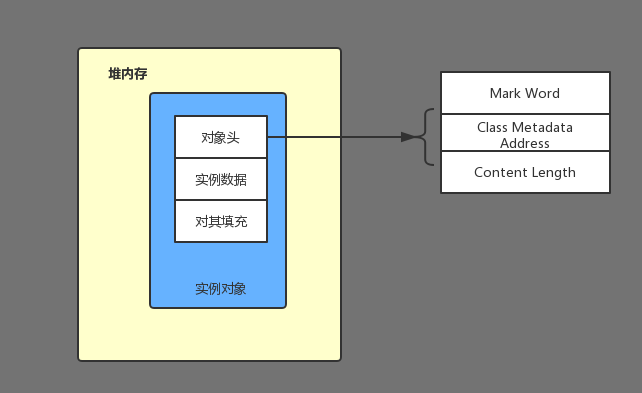 堆内存
对象头
实例数据
对其填充
实例对象
Mark Word
Class Metadata
Address
Content Length